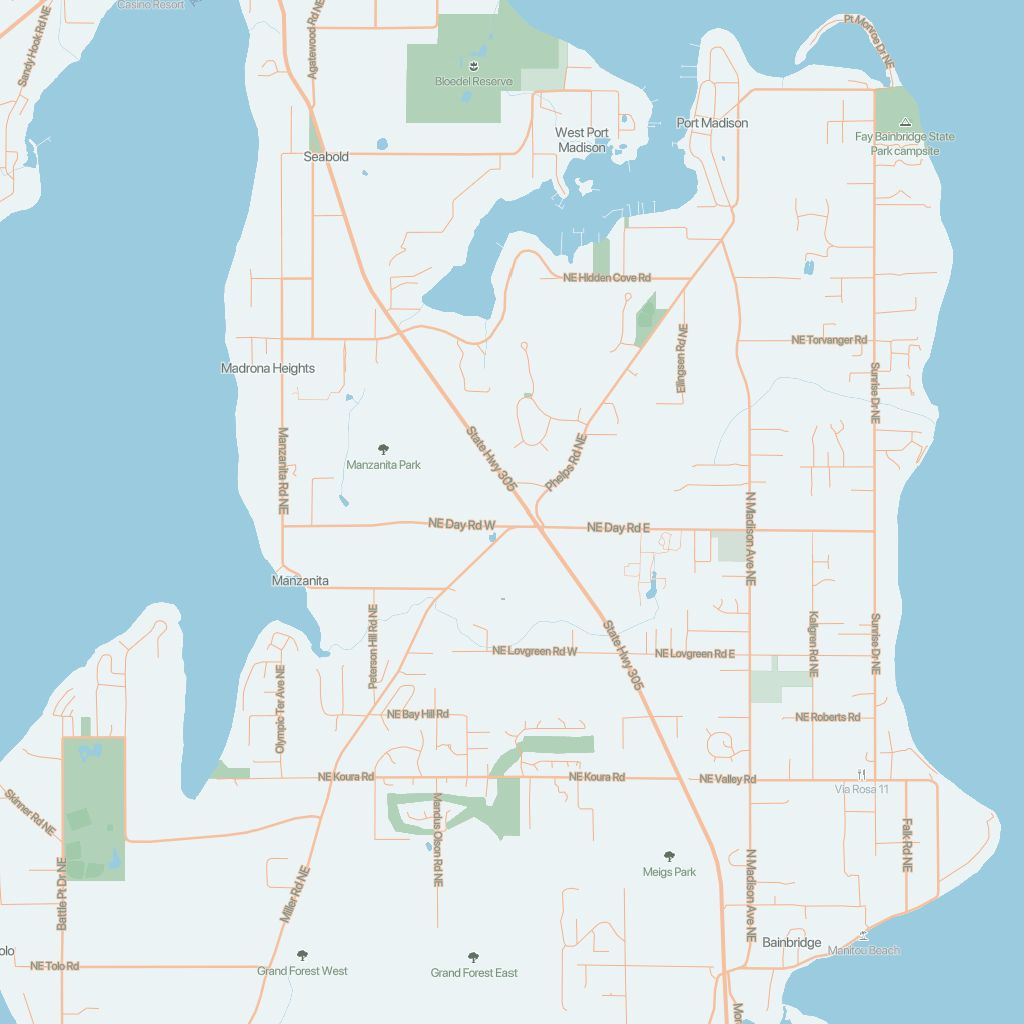 Casino Resort
Sandy Hook Rd NE
Agatewood Rd NE
Pt Monroe Dr NE
Bloedel Reserve
Port Madison
West Port
Madison
Fay Bainbridge State
Park campsite
Seabold
NE Hidden Cove Rd
Ellingsen Rd NE
NE Torvanger Rd
Madrona Heights
Sunrise Dr NE
Manzanita Rd NE
State Hwy 305
Phelps Rd NE
Manzanita Park
N Madison Ave NE
NE Day Rd W
NE Day Rd E
Manzanita
Peterson Hill Rd NE
State Hwy 305
Kallgren Rd NE
Sunrise Dr NE
NE Lovgreen Rd W
NE Lovgreen Rd E
Olympic Ter Ave NE
NE Bay Hill Rd
NE Roberts Rd
NE Koura Rd
NE Koura Rd
NE Valley Rd
Via Rosa 11
Skinner Rd NE
Mandus Olson Rd NE
Falk Rd NE
Battle Pt Dr NE
Miller Rd NE
Meigs Park
N Madison Ave NE
Bainbridge
Manitou Beach
olo
NE Tolo Rd
Grand Forest West
Grand Forest East
Mor